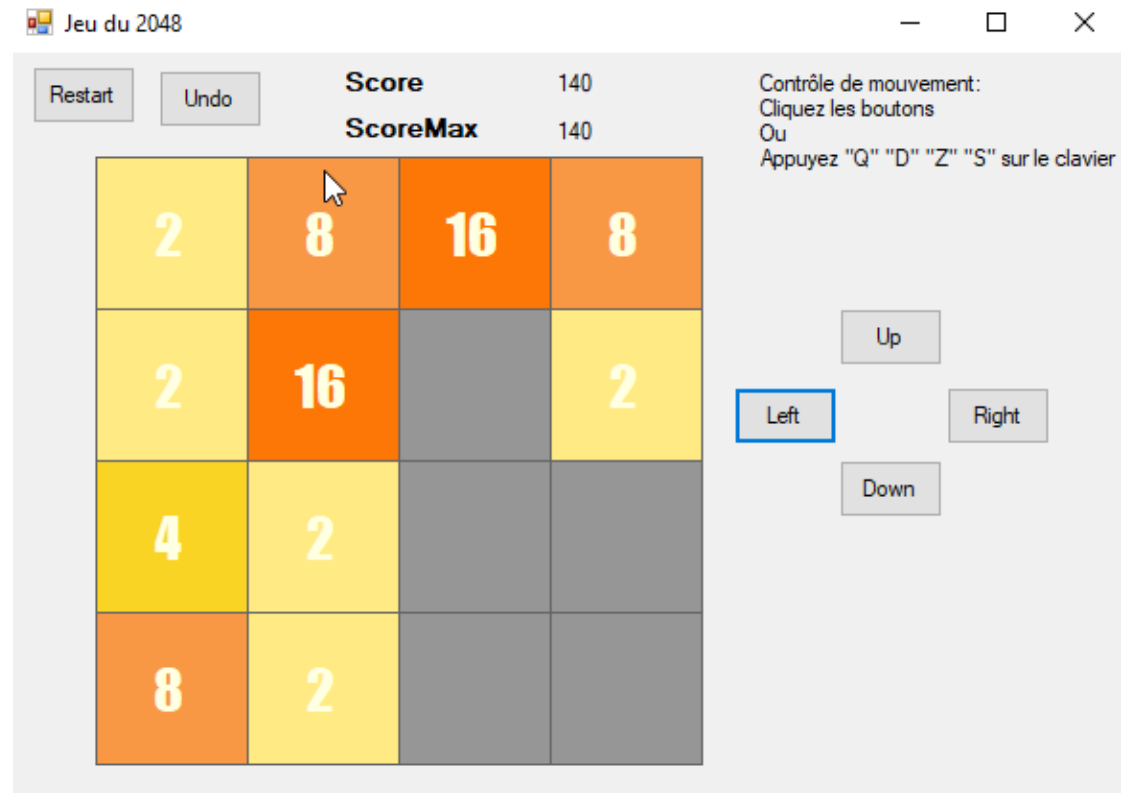 Jeu du 2048
Restart
Undo
Score 140
ScoreMax 140
Contrôle de mouvement:
Cliquez les boutons
Ou
Appuyez "Q" "D" "Z" "S" sur le clavier
2 8 16 8
2 16 2
4 2
8 2
Up
Left
Right
Down